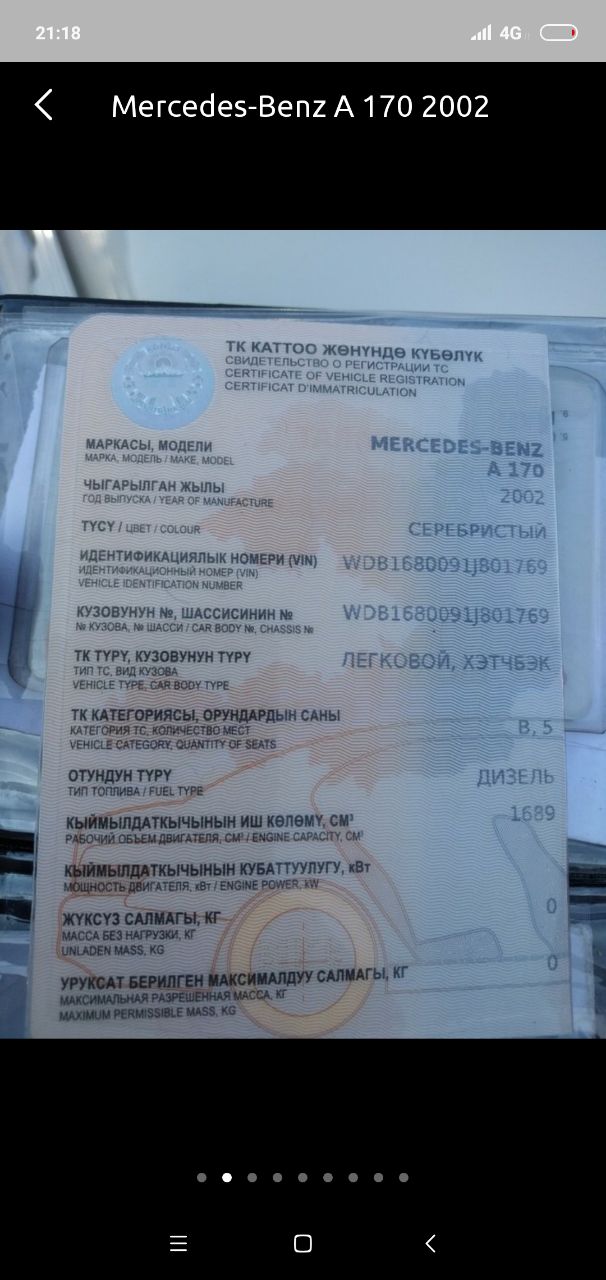 21:18
4G
Mercedes-Benz A 170 2002
ТК КАТТОО ЖӨНҮНДӨ КҮБӨЛҮК
СВИДЕТЕЛЬСТВО О РЕГИСТРАЦИИ ТС
CERTIFICATE OF VEHICLE REGISTRATION
CERTIFICAT D'IMMATRICULATION
МАРКАСЫ, МОДЕЛИ
МАРКА, МОДЕЛЬ / MAKE, MODEL
MERCEDES-BENZ
A 170
ЧЫГАРЫЛГАН ЖЫЛЫ
ГОД ВЫПУСКА / YEAR OF MANUFACTURE
2002
ТҮСҮ / ЦВЕТ / COLOUR
СЕРЕБРИСТЫЙ
ИДЕНТИФИКАЦИЯЛЫК НОМЕРИ (VIN)
ИДЕНТИФИКАЦИОННЫЙ НОМЕР (VIN)
VEHICLE IDENTIFICATION NUMBER
WDB1680091J801769
КУЗОВУНУН №, ШАССИСИНИН №
№ КУЗОВА, № ШАССИ / CAR BODY №, CHASSIS №
WDB1680091J801769
ТК ТҮРҮ, КУЗОВУНУН ТҮРҮ
ТИП ТС, ВИД КУЗОВА
VEHICLE TYPE, CAR BODY TYPE
ЛЕГКОВОЙ, ХЭТЧБЭК
ТК КАТЕГОРИЯСЫ, ОРУНДАРДЫН САНЫ
КАТЕГОРИЯ ТС, КОЛИЧЕСТВО МЕСТ
VEHICLE CATEGORY, QUANTITY OF SEATS
B, 5
ОТУНДУН ТҮРҮ
ТИП ТОПЛИВА / FUEL TYPE
ДИЗЕЛЬ
КЫЙМЫЛДАТКЫЧЫНЫН ИШ КӨЛӨМҮ, СМ³
РАБОЧИЙ ОБЪЕМ ДВИГАТЕЛЯ, СМ³ / ENGINE CAPACITY, CM³
1689
КЫЙМЫЛДАТКЫЧЫНЫН КУБАТТУУЛУГУ, кВт
МОЩНОСТЬ ДВИГАТЕЛЯ, кВт / ENGINE POWER, kW
ЖҮКСҮЗ САЛМАГЫ, КГ
МАССА БЕЗ НАГРУЗКИ, КГ
UNLADEN MASS, KG
0
УРУКСАТ БЕРИЛГЕН МАКСИМАЛДУУ САЛМАГЫ, КГ
МАКСИМАЛЬНАЯ РАЗРЕШЕННАЯ МАССА, КГ
MAXIMUM PERMISSIBLE MASS, KG
0